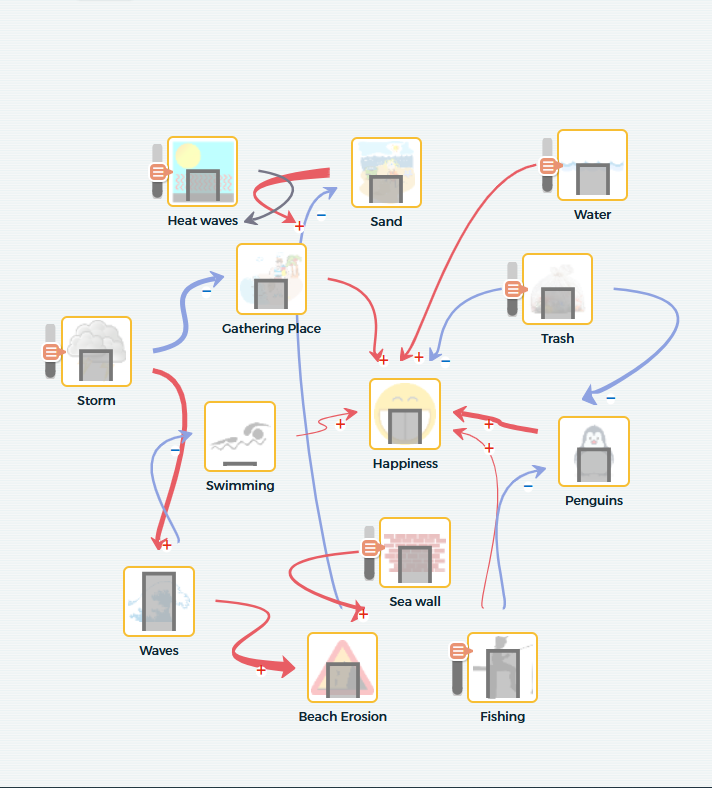 Heat waves
Sand
Water
+
−
Gathering Place
−
Trash
+
+
−
Storm
−
Swimming
+
Happiness
+
+
Penguins
−
−
+
Sea wall
+
Waves
+
Beach Erosion
Fishing